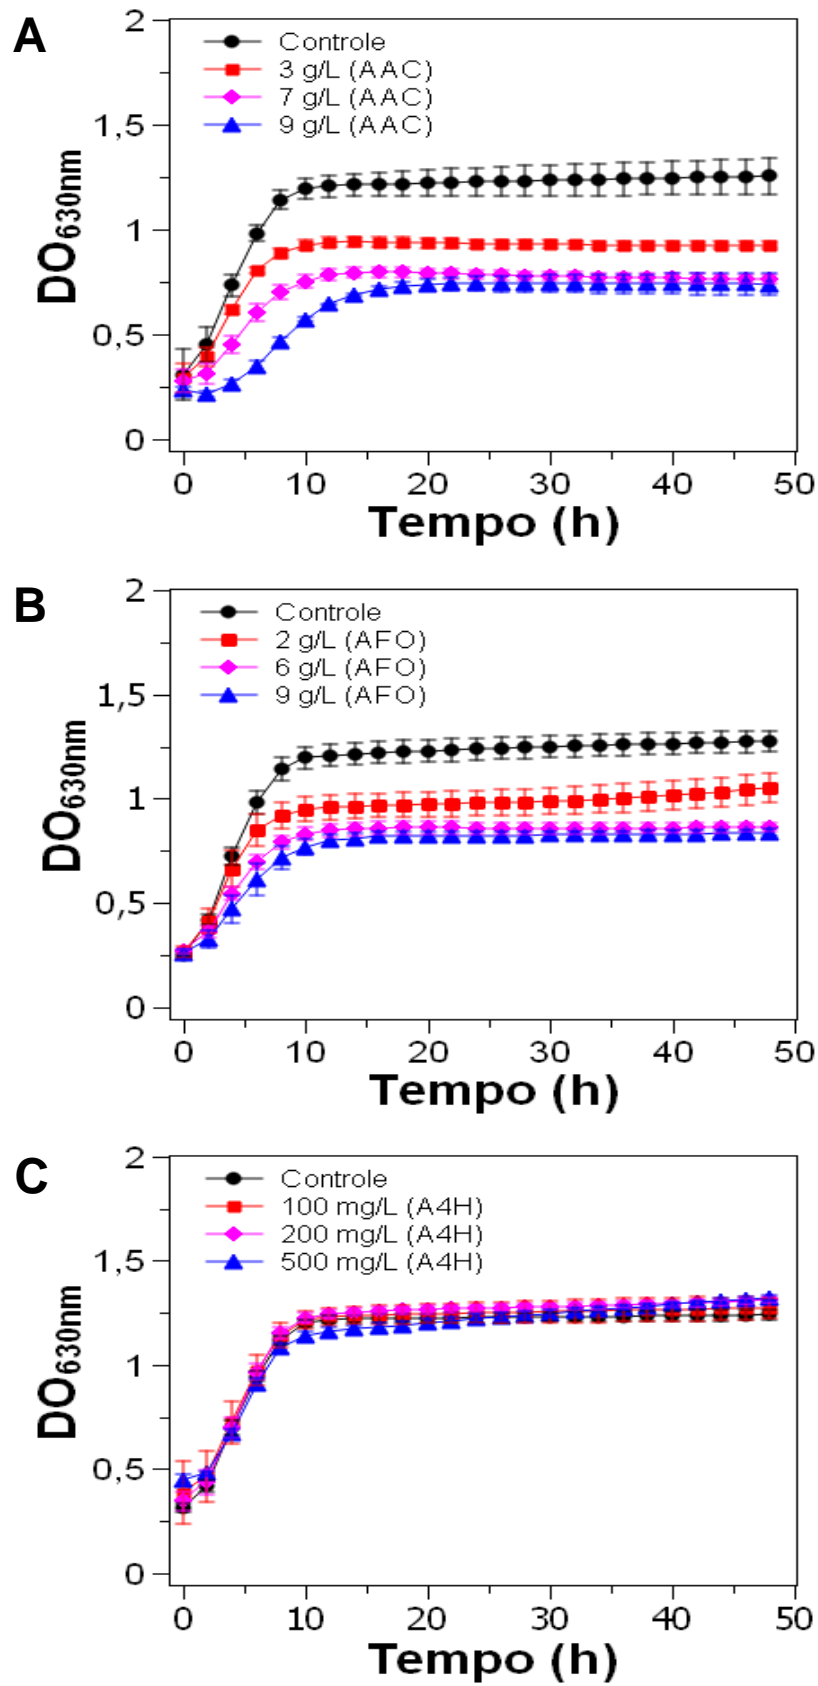 A
2
1,5
1
0,5
0
DO630nm
Controle
3 g/L (AAC)
7 g/L (AAC)
9 g/L (AAC)
0 10 20 30 40 50
Tempo (h)
B
2
1,5
1
0,5
0
DO630nm
Controle
2 g/L (AFO)
6 g/L (AFO)
9 g/L (AFO)
0 10 20 30 40 50
Tempo (h)
C
2
1,5
1
0,5
0
DO630nm
Controle
100 mg/L (A4H)
200 mg/L (A4H)
500 mg/L (A4H)
0 10 20 30 40 50
Tempo (h)